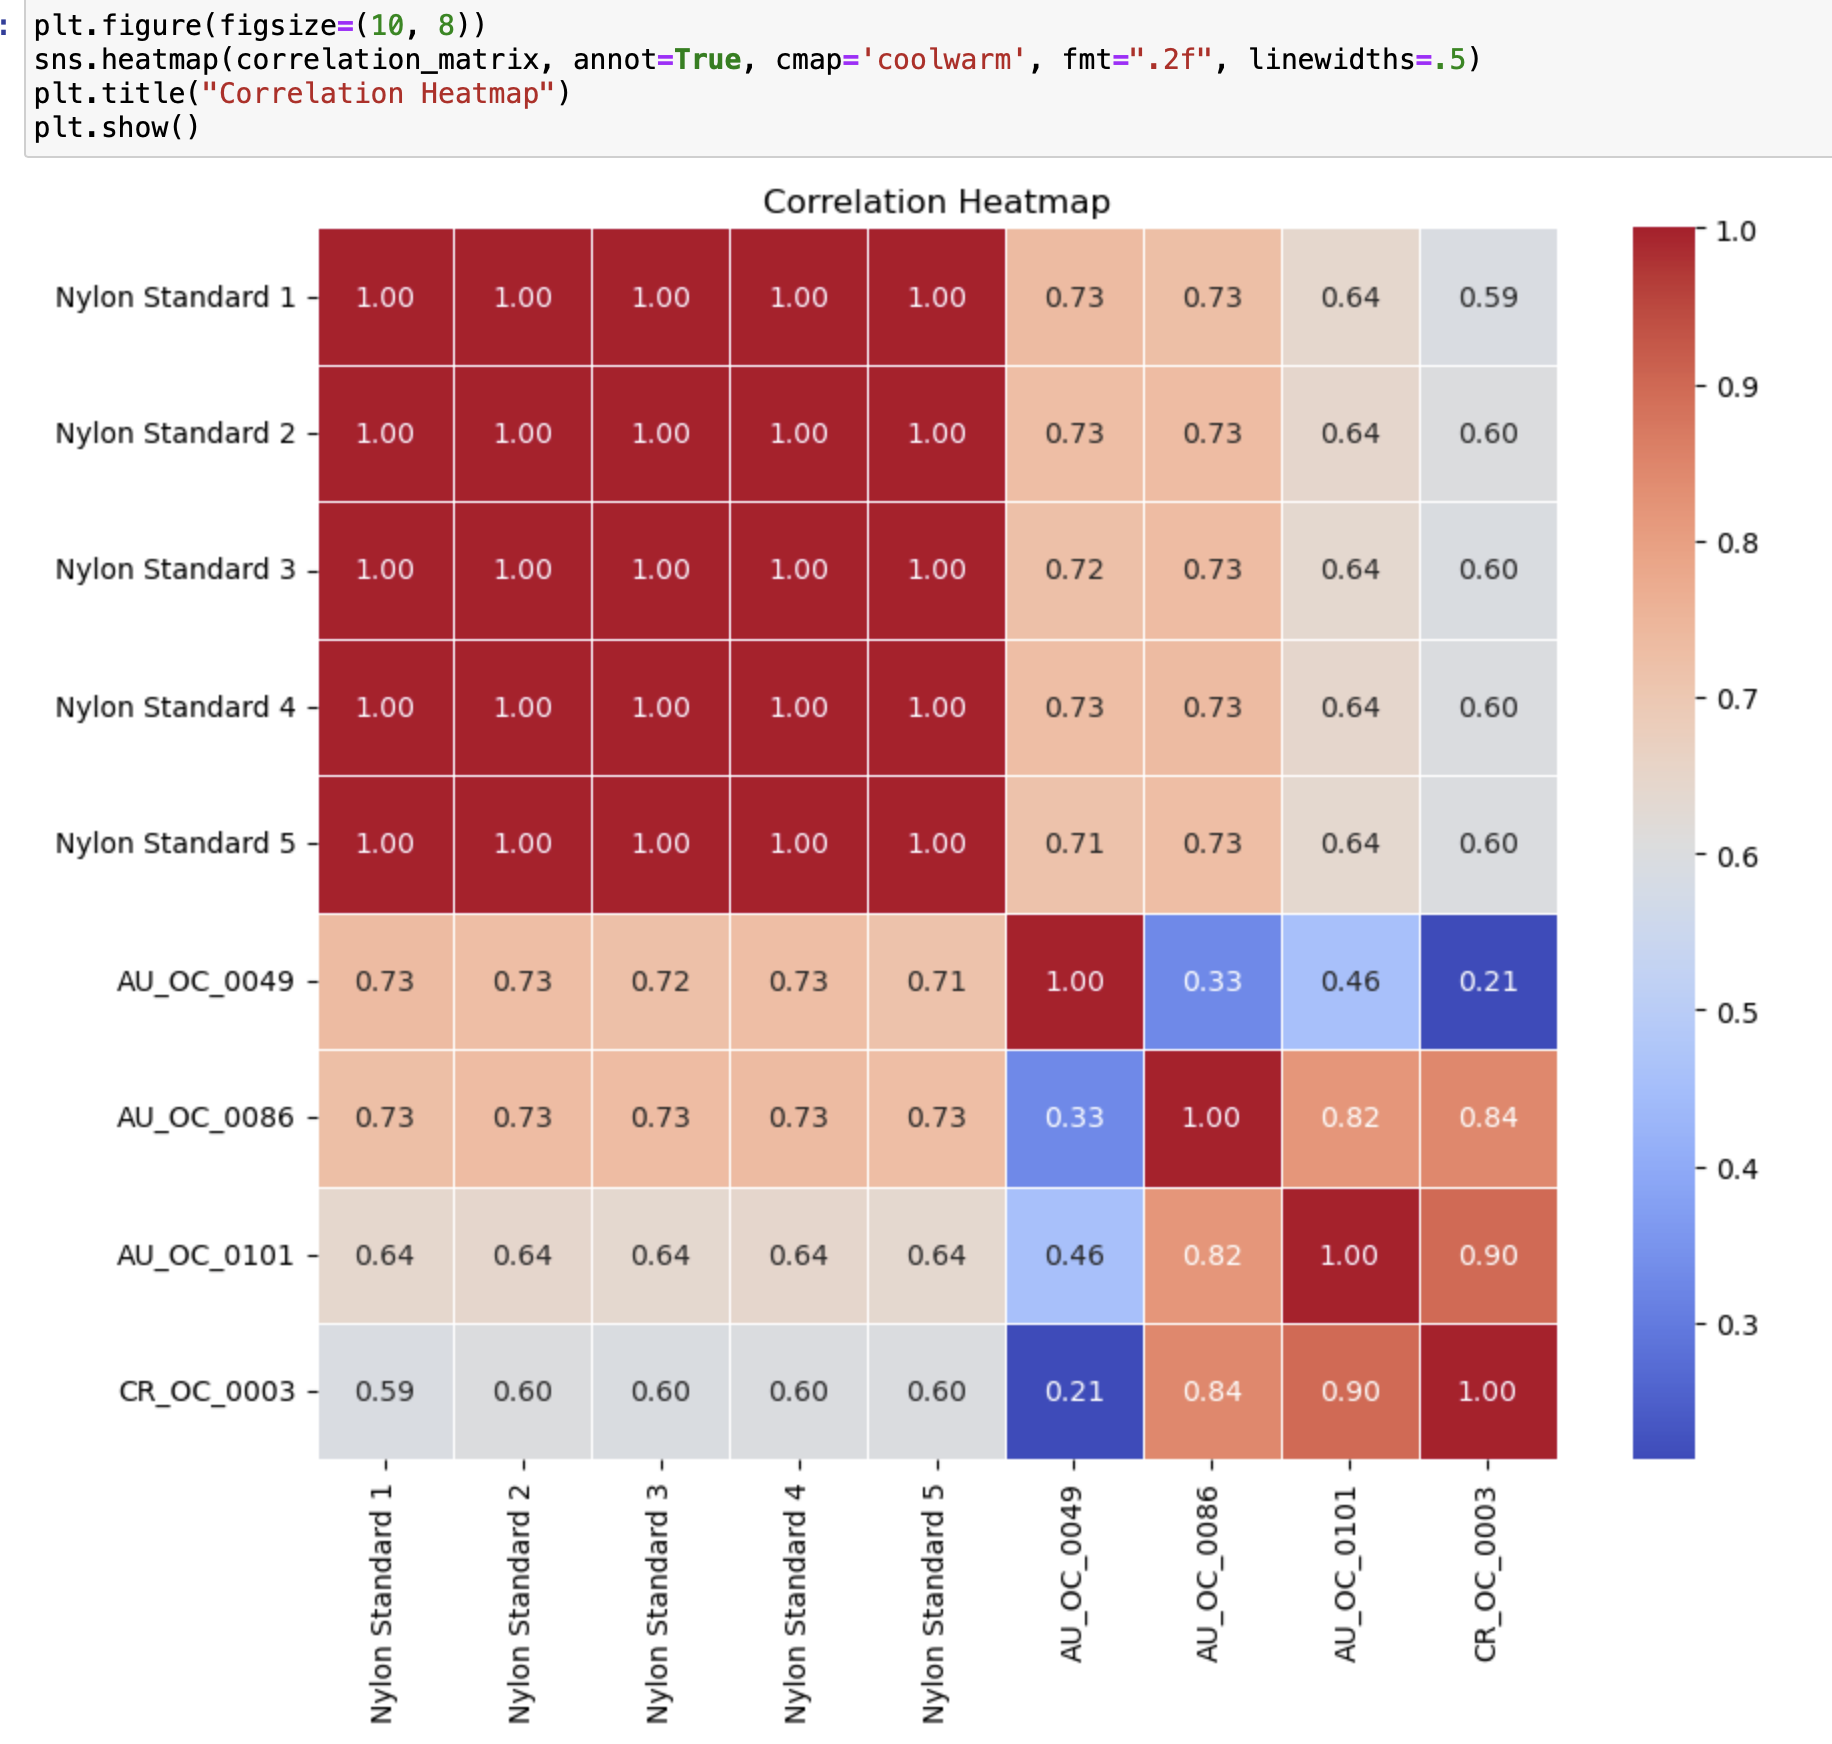 :
plt.figure(figsize=(10, 8))
sns.heatmap(correlation_matrix, annot=True, cmap='coolwarm', fmt=".2f", linewidths=.5)
plt.title("Correlation Heatmap")
plt.show()
Correlation Heatmap
Nylon Standard 1 1.00 1.00 1.00 1.00 1.00 0.73 0.73 0.64 0.59
Nylon Standard 2 1.00 1.00 1.00 1.00 1.00 0.73 0.73 0.64 0.60
Nylon Standard 3 1.00 1.00 1.00 1.00 1.00 0.72 0.73 0.64 0.60
Nylon Standard 4 1.00 1.00 1.00 1.00 1.00 0.73 0.73 0.64 0.60
Nylon Standard 5 1.00 1.00 1.00 1.00 1.00 0.71 0.73 0.64 0.60
AU_OC_0049 0.73 0.73 0.72 0.73 0.71 1.00 0.33 0.46 0.21
AU_OC_0086 0.73 0.73 0.73 0.73 0.73 0.33 1.00 0.82 0.84
AU_OC_0101 0.64 0.64 0.64 0.64 0.64 0.46 0.82 1.00 0.90
CR_OC_0003 0.59 0.60 0.60 0.60 0.60 0.21 0.84 0.90 1.00
Nylon Standard 1
Nylon Standard 2
Nylon Standard 3
Nylon Standard 4
Nylon Standard 5
AU_OC_0049
AU_OC_0086
AU_OC_0101
CR_OC_0003
1.0
0.9
0.8
0.7
0.6
0.5
0.4
0.3